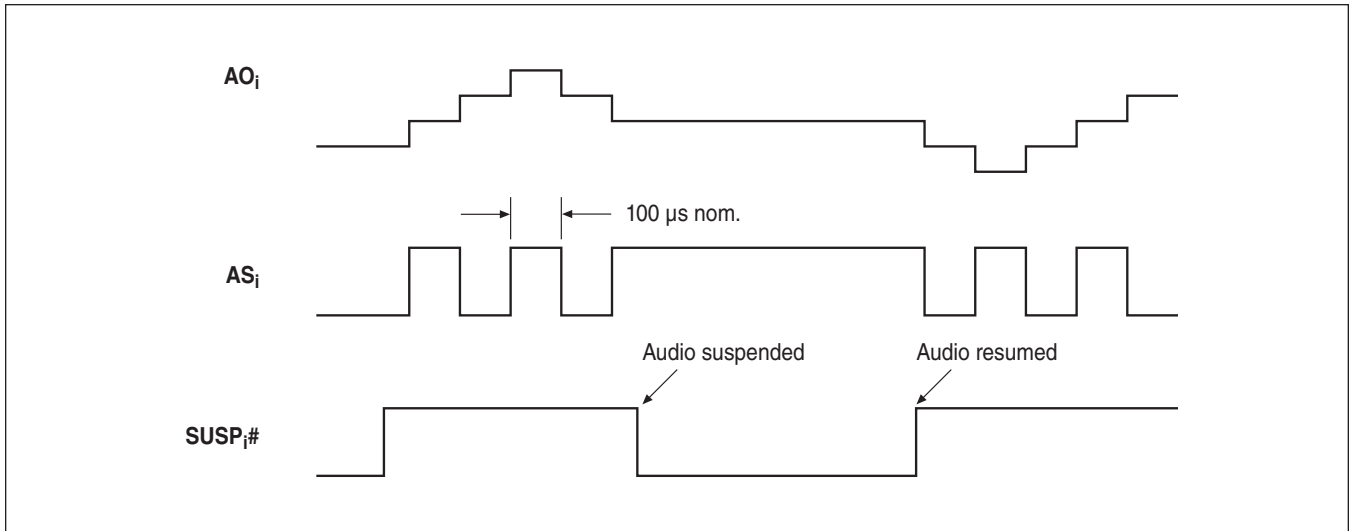 AOi
100 µs nom.
ASi
Audio suspended
Audio resumed
SUSPi#